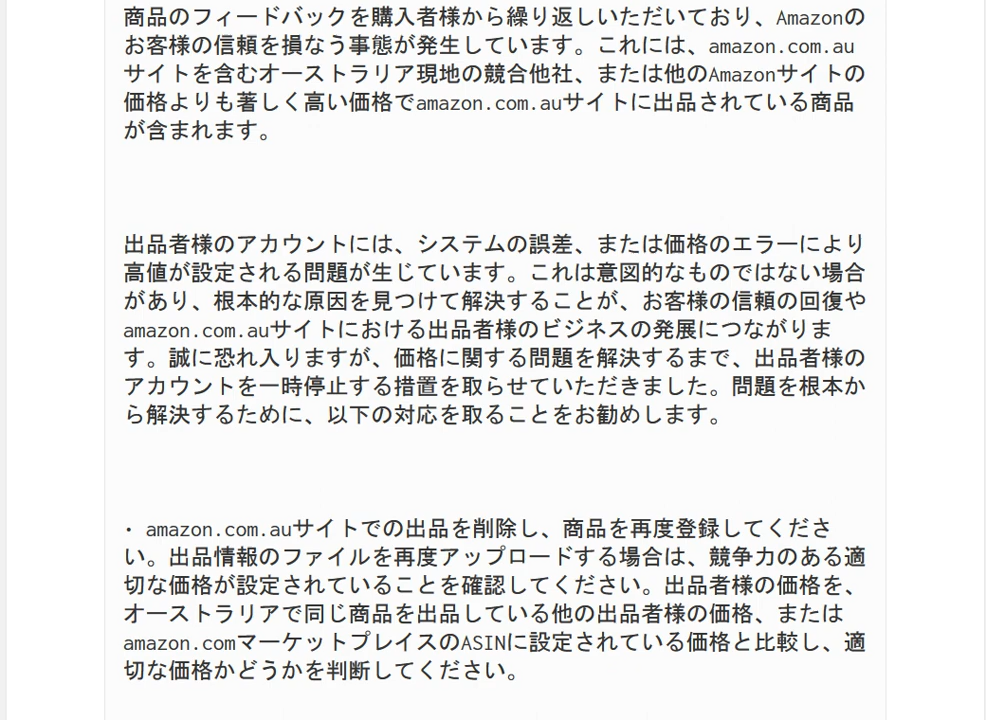 商品のフィードバックを購入者様から繰り返しいただいており、Amazonの
お客様の信頼を損なう事態が発生しています。これには、amazon.com.au
サイトを含むオーストラリア現地の競合他社、または他のAmazonサイトの
価格よりも著しく高い価格でamazon.com.auサイトに出品されている商品
が含まれます。
出品者様のアカウントには、システムの誤差、または価格のエラーにより
高値が設定される問題が生じています。これは意図的なものではない場合
があり、根本的な原因を見つけて解決することが、お客様の信頼の回復や
amazon.com.auサイトにおける出品者様のビジネスの発展につながりま
す。誠に恐れ入りますが、価格に関する問題を解決するまで、出品者様の
アカウントを一時停止する措置を取らせていただきました。問題を根本か
ら解決するために、以下の対応を取ることをお勧めします。
・ amazon.com.auサイトでの出品を削除し、商品を再度登録してくださ
い。出品情報のファイルを再度アップロードする場合は、競争力のある適
切な価格が設定されていることを確認してください。出品者様の価格を、
オーストラリアで同じ商品を出品している他の出品者様の価格、または
amazon.comマーケットプレイスのASINに設定されている価格と比較し、適
切な価格かどうかを判断してください。